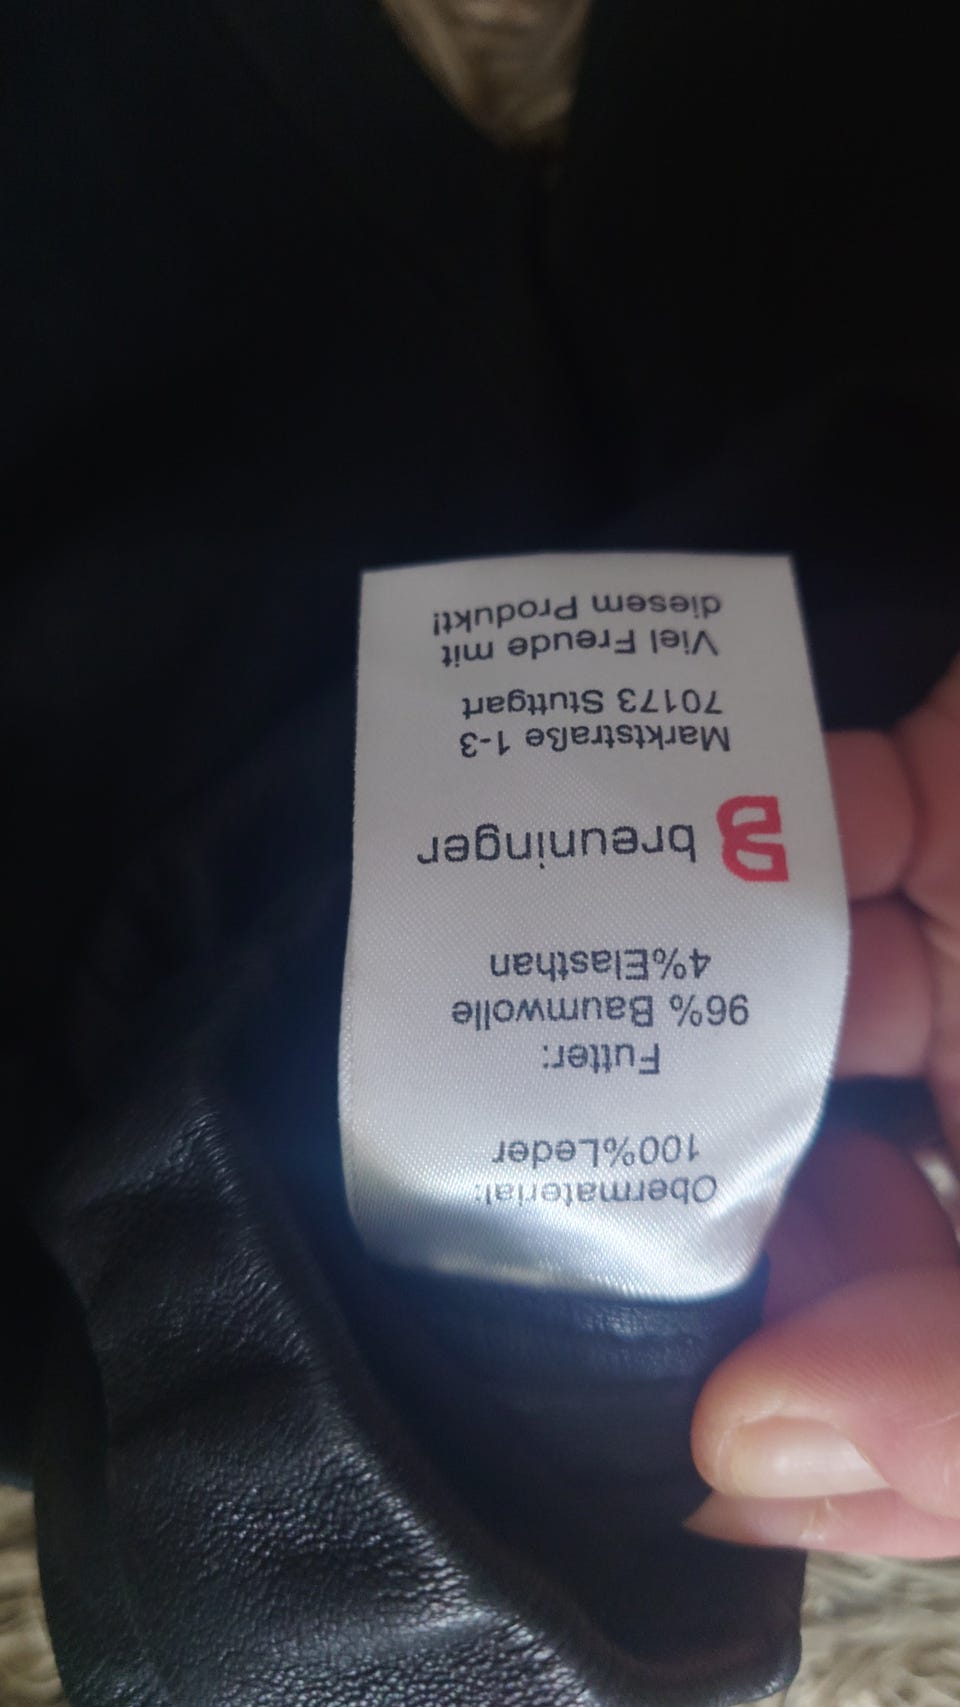 Obermaterial:
100%Leder
Futter:
96% Baumwolle
4%Elasthan
breuninger
Marktstraße 1-3
70173 Stuttgart
Viel Freude mit
diesem Produkt!